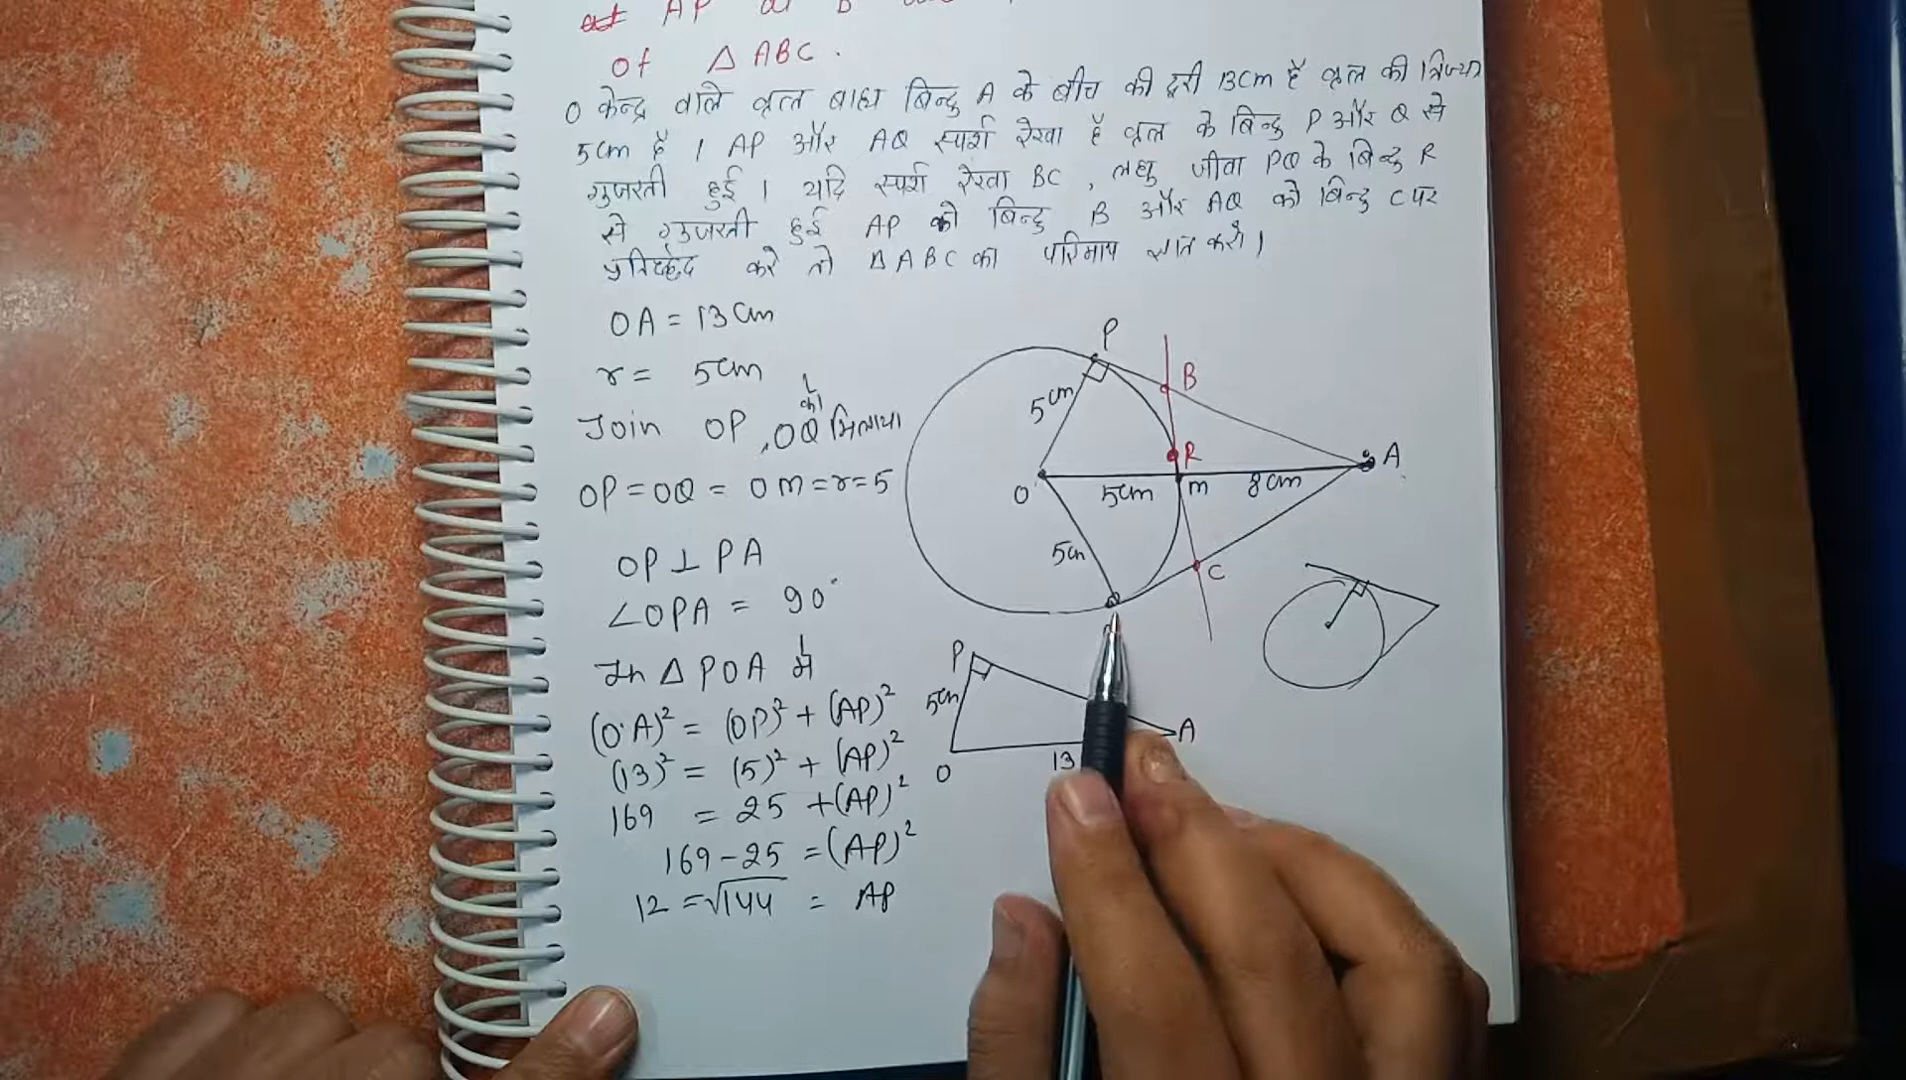 AP at B
of △ ABC.
O केन्द्र वाले वृत्त बाह्य बिन्दु A के बीच की दूरी 13cm है वृत्त की त्रिज्या
5cm है । AP और AQ स्पर्श रेखा है वृत्त के बिन्दु P और Q से
गुजरती हुई । यदि स्पर्श रेखा BC , लघु जीवा PQ के बिन्दु R
से गुजरती हुई AP को बिन्दु B और AQ को बिन्दु C पर
प्रतिच्छेद करे तो △ABC का परिमाप ज्ञात करो।
OA = 13cm
r = 5cm
Join OP, OQ को मिलाया
OP = OQ = OM = r = 5
OP ⊥ PA
∠OPA = 90°
In △ POA में
(OA)² = (OP)² + (AP)²
(13)² = (5)² + (AP)²
169 = 25 + (AP)²
169 - 25 = (AP)²
12 = √144 = AP
P
B
5cm
R
A
O
5cm
m
8cm
5cm
C
P
5cm
A
O
13